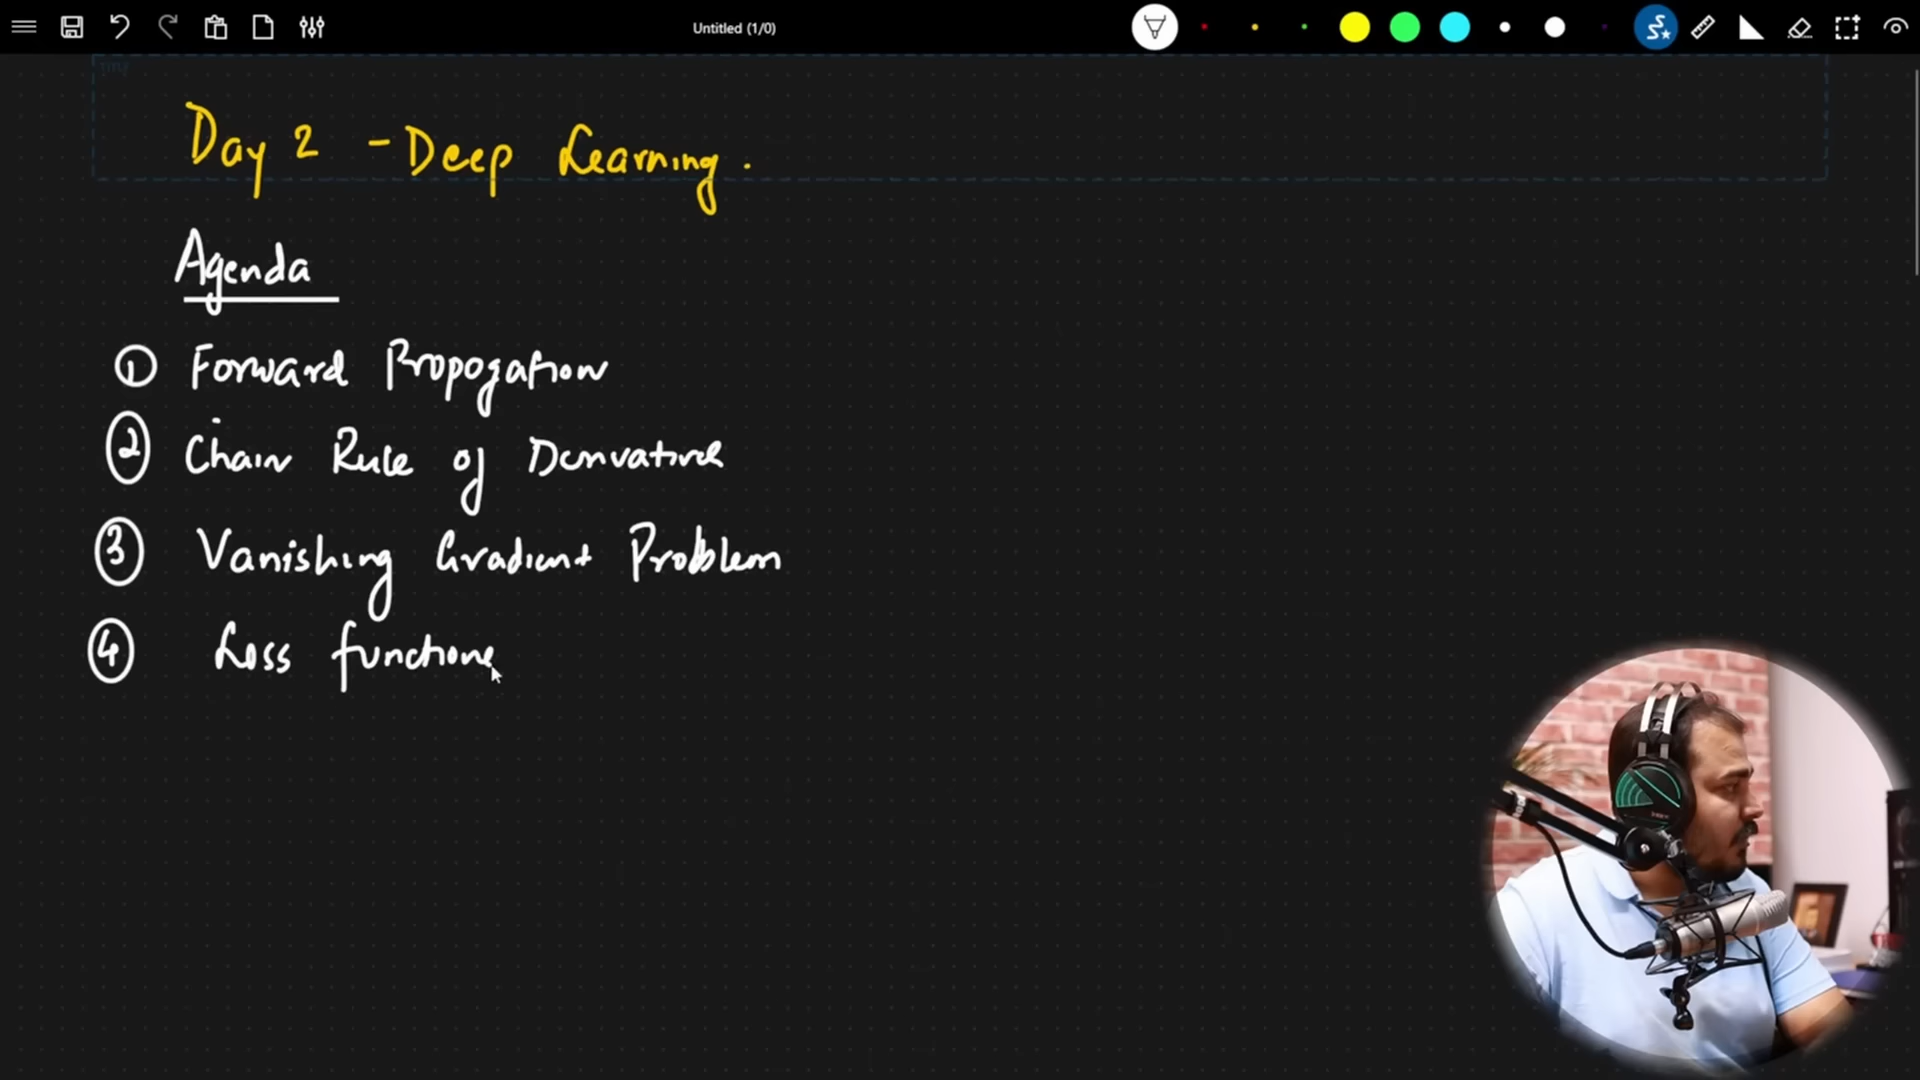 Untitled (1/0)
Day 2 - Deep Learning.
Agenda
① Forward Propogation
② Chain Rule of Derivatives
③ Vanishing Gradient Problem
④ Loss functions